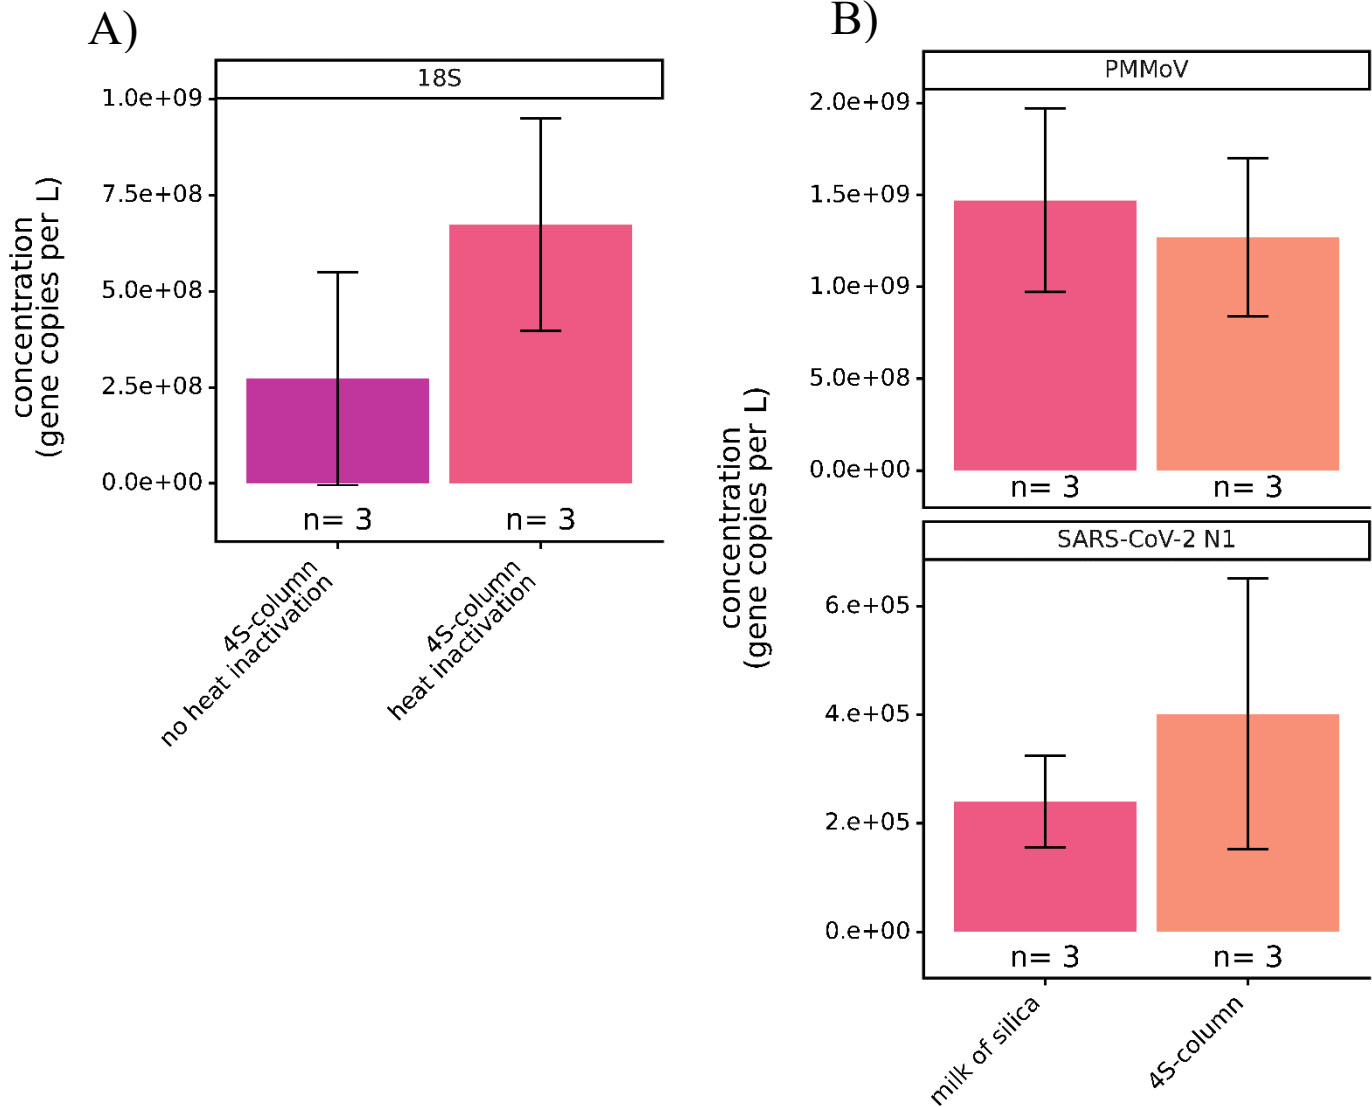 A)
18S
1.0e+09
7.5e+08
5.0e+08
2.5e+08
0.0e+00
concentration
(gene copies per L)
n= 3
n= 3
4S-column
no heat inactivation
4S-column
heat inactivation
B)
PMMoV
2.0e+09
1.5e+09
1.0e+09
5.0e+08
0.0e+00
n= 3
n= 3
concentration
(gene copies per L)
SARS-CoV-2 N1
6.e+05
4.e+05
2.e+05
0.e+00
n= 3
n= 3
milk of silica
4S-column